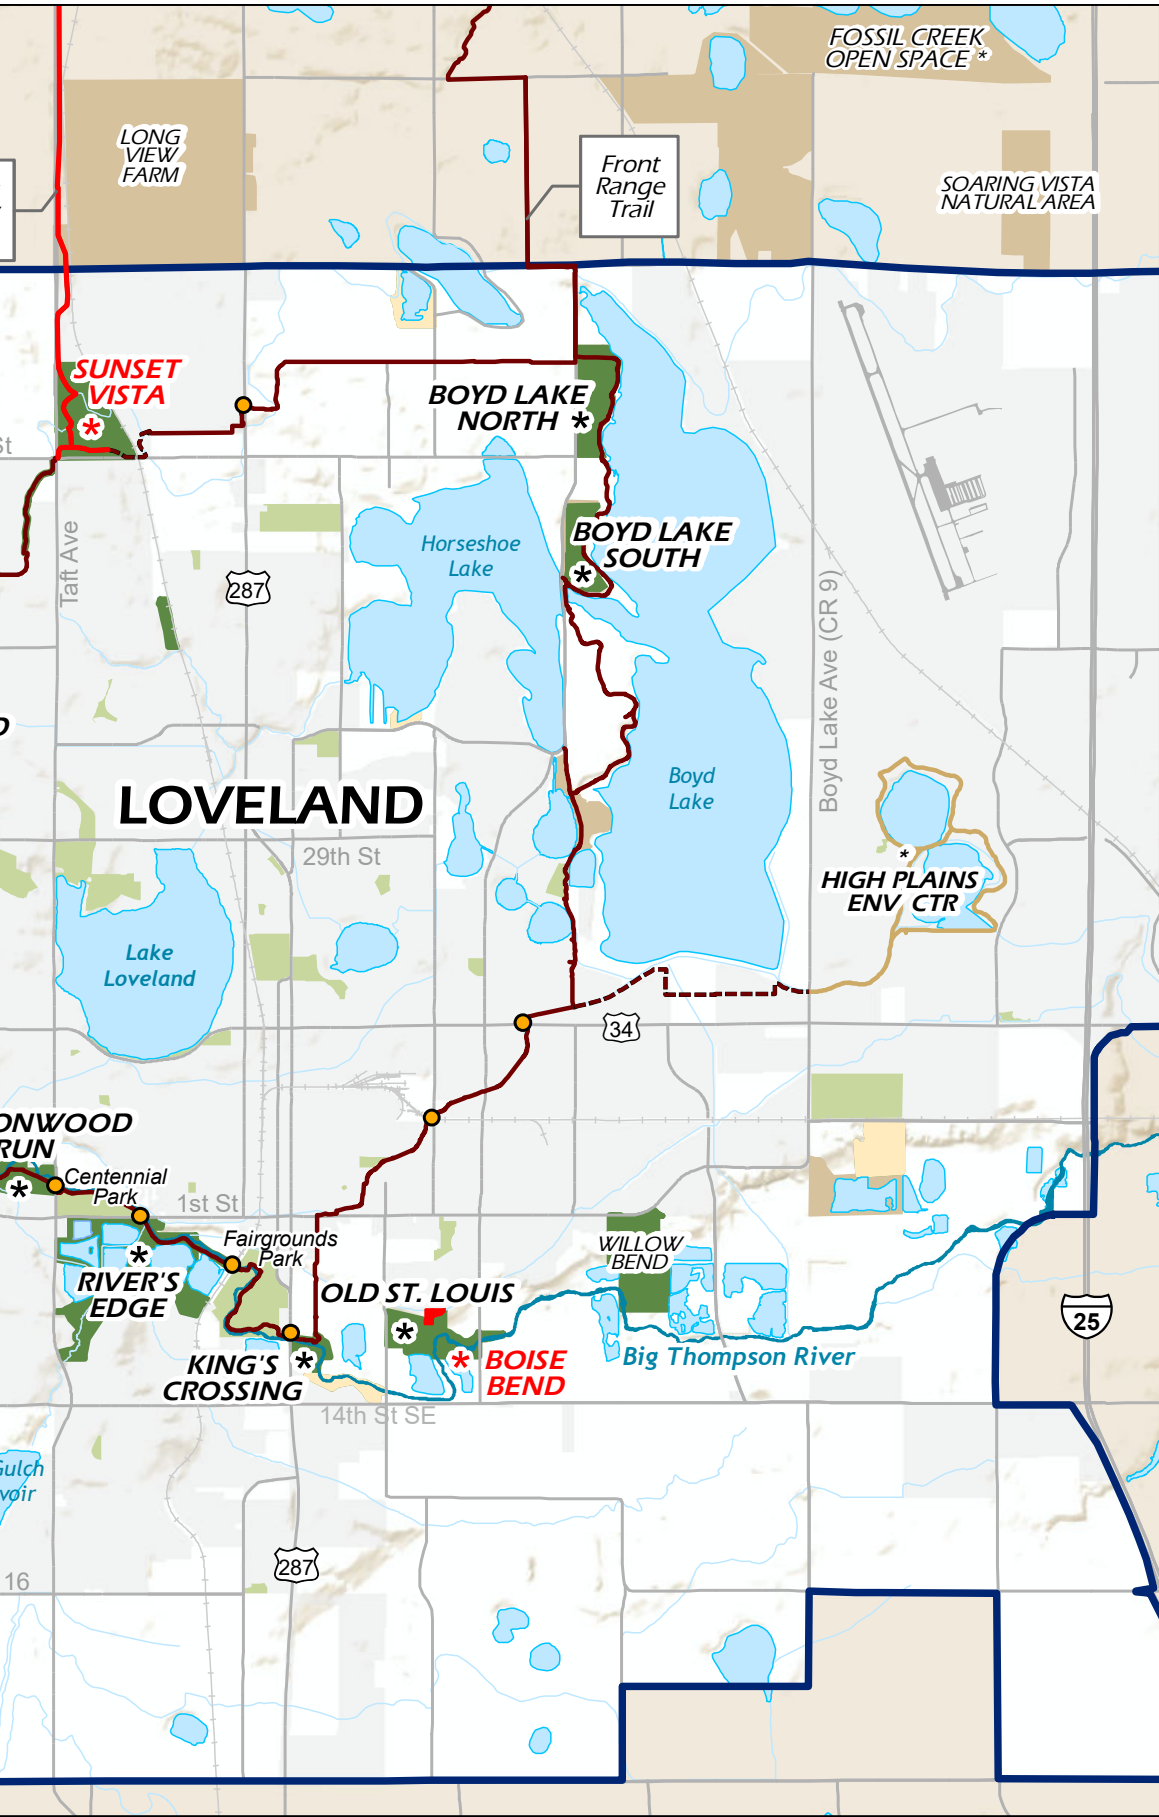 FOSSIL CREEK
OPEN SPACE *
LONG
VIEW
FARM
Front
Range
Trail
SOARING VISTA
NATURAL AREA
SUNSET
VISTA
*
BOYD LAKE
NORTH *
St
Horseshoe
Lake
BOYD LAKE
SOUTH
*
Taft Ave
287
Boyd Lake Ave (CR 9)
LOVELAND
Boyd
Lake
29th St
*
HIGH PLAINS
ENV CTR
Lake
Loveland
34
ONWOOD
RUN
*
Centennial
Park
1st St
Fairgrounds
Park
*
RIVER'S
EDGE
WILLOW
BEND
OLD ST. LOUIS
*
25
KING'S
CROSSING
*
*
BOISE
BEND
Big Thompson River
14th St SE
Gulch
voir
287
16